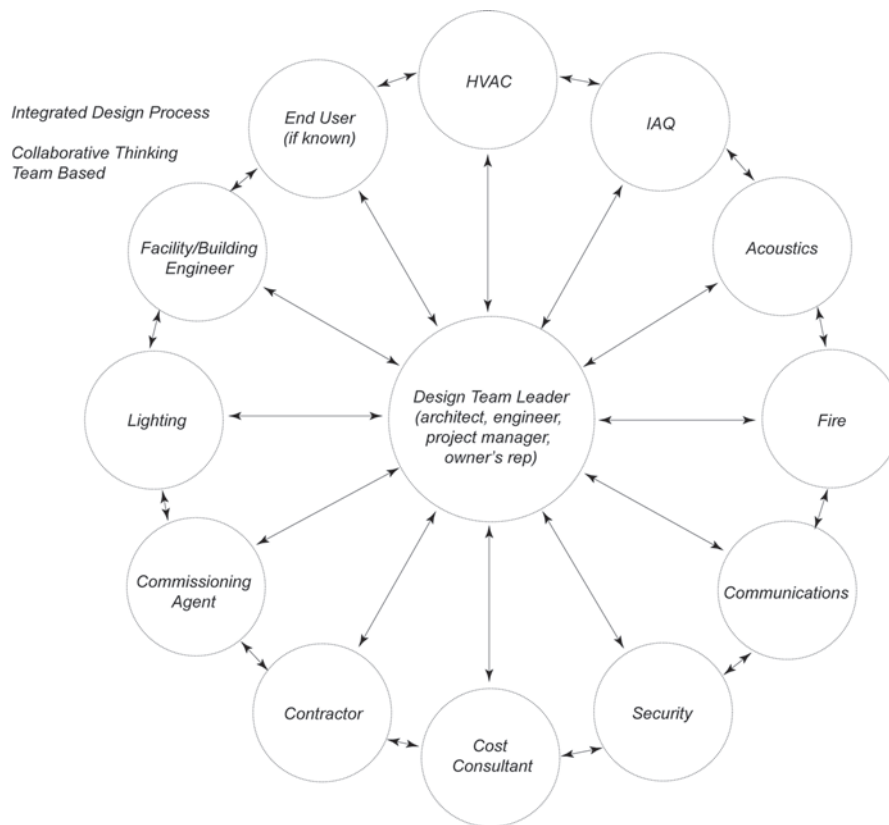 Integrated Design Process
Collaborative Thinking
Team Based
HVAC
IAQ
Acoustics
Fire
Communications
Security
Cost
Consultant
Contractor
Commissioning
Agent
Lighting
Facility/Building
Engineer
End User
(if known)
Design Team Leader
(architect, engineer,
project manager,
owner’s rep)